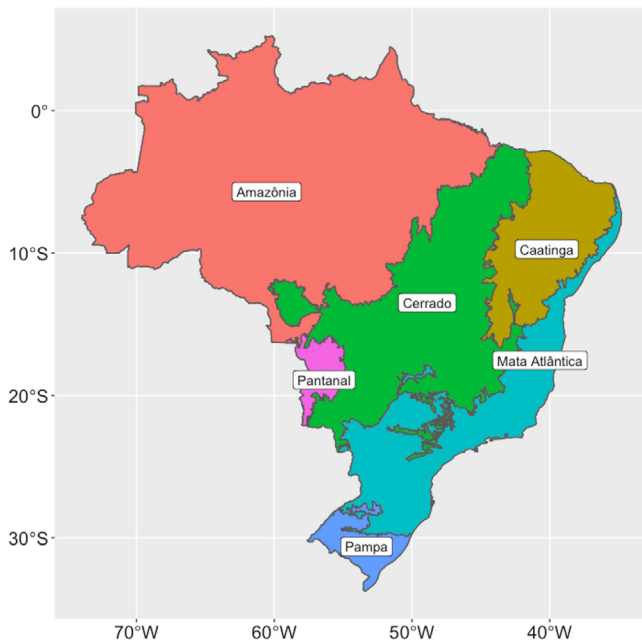 0°
Amazônia
10°S
Caatinga
Cerrado
Mata Atlântica
Pantanal
20°S
30°S
Pampa
70°W 60°W 50°W 40°W